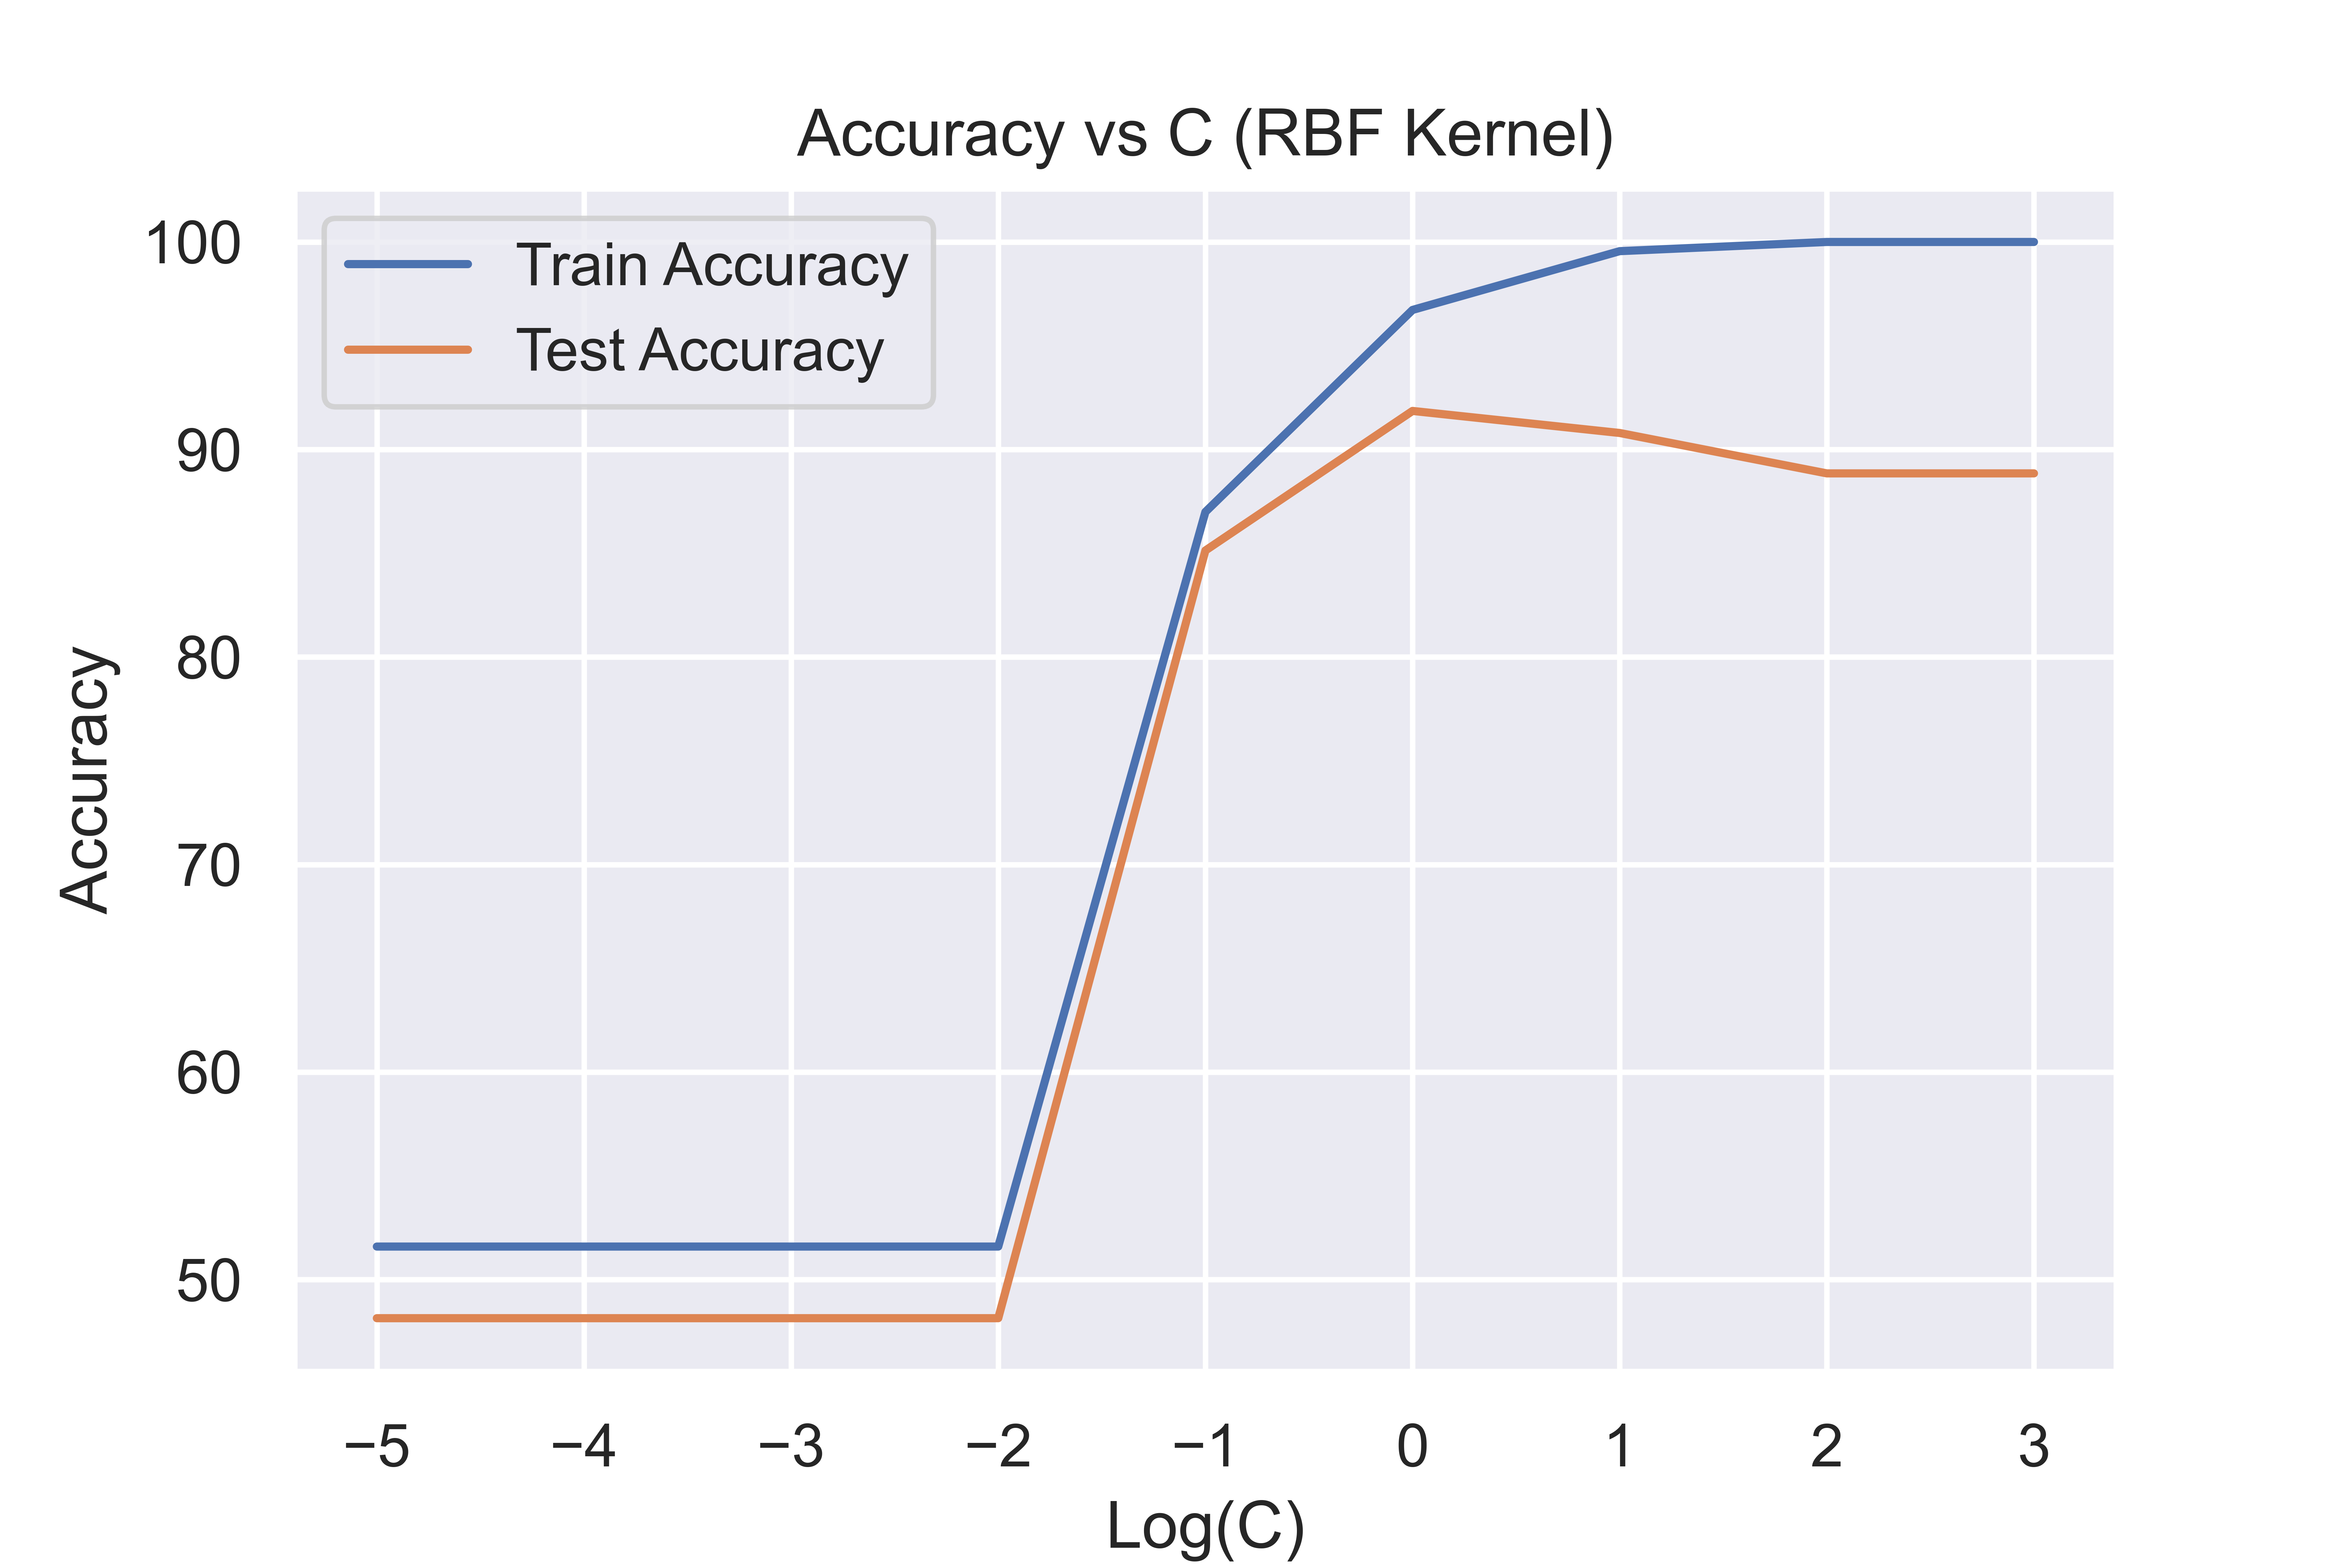 Accuracy vs C (RBF Kernel)
Train Accuracy
Test Accuracy
100
90
80
70
60
50
Accuracy
−5 −4 −3 −2 −1 0 1 2 3
Log(C)